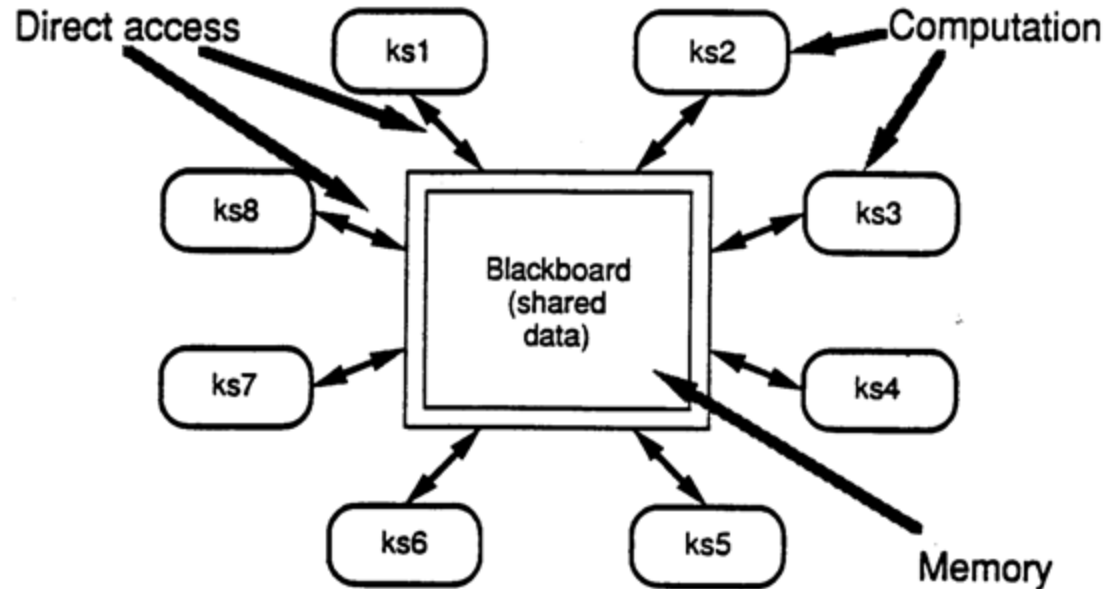 Direct access
ks1
ks2
Computation
ks8
ks3
Blackboard
(shared
data)
ks7
ks4
ks6
ks5
Memory